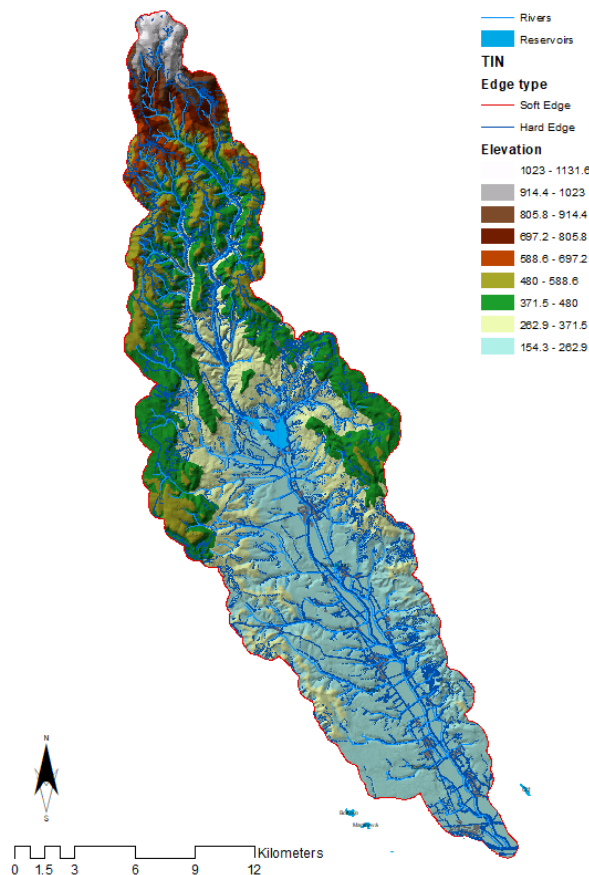 Rivers
Reservoirs
TIN
Edge type
Soft Edge
Hard Edge
Elevation
1023 - 1131.6
914.4 - 1023
805.8 - 914.4
697.2 - 805.8
588.6 - 697.2
480 - 588.6
371.5 - 480
262.9 - 371.5
154.3 - 262.9
N
S
Kilometers
0 1.5 3 6 9 12